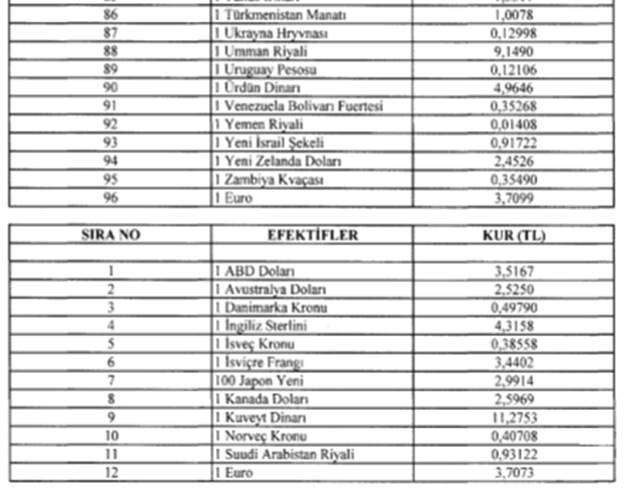 86 1 Türkmenistan Manatı 1,0078
87 1 Ukrayna Hryvnası 0,12998
88 1 Umman Riyali 9,1490
89 1 Uruguay Pesosu 0,12106
90 1 Ürdün Dinarı 4,9646
91 1 Venezuela Bolivarı Fuertesi 0,35268
92 1 Yemen Riyali 0,01408
93 1 Yeni İsrail Şekeli 0,91722
94 1 Yeni Zelanda Doları 2,4526
95 1 Zambiya Kvaçası 0,35490
96 1 Euro 3,7099
SIRA NO EFEKTİFLER KUR (TL)
1 1 ABD Doları 3,5167
2 1 Avustralya Doları 2,5250
3 1 Danimarka Kronu 0,49790
4 1 İngiliz Sterlini 4,3158
5 1 İsveç Kronu 0,38558
6 1 İsviçre Frangı 3,4402
7 100 Japon Yeni 2,9914
8 1 Kanada Doları 2,5969
9 1 Kuveyt Dinarı 11,2753
10 1 Norveç Kronu 0,40708
11 1 Suudi Arabistan Riyali 0,93122
12 1 Euro 3,7073